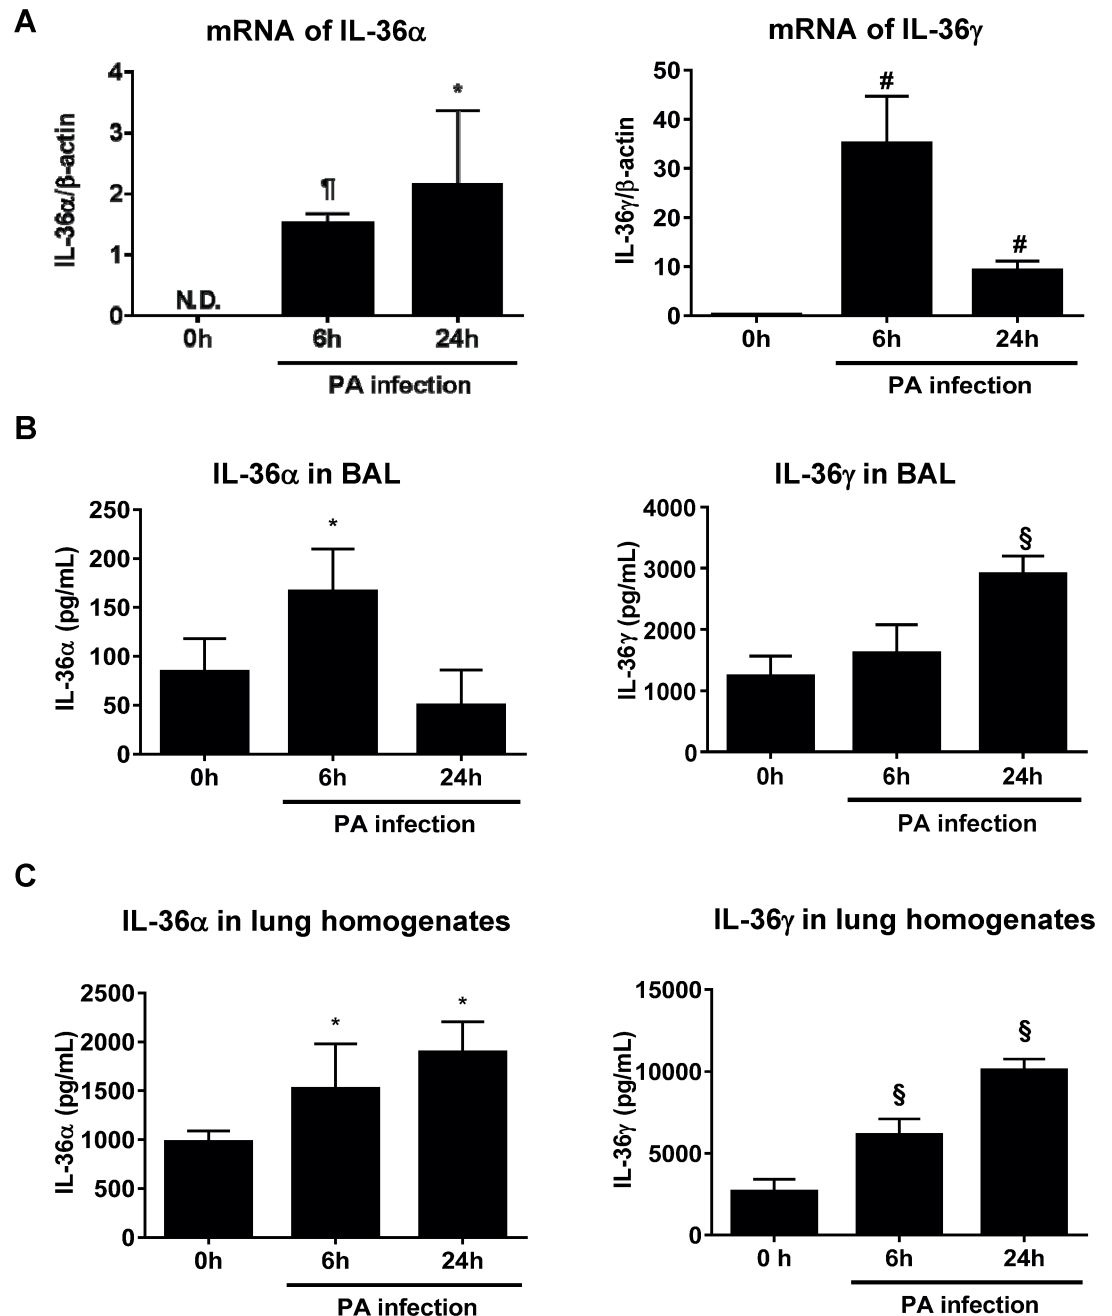 A
mRNA of IL-36α
IL-36α/β-actin
4
3
2
1
0
N.D.
¶
*
0h
6h
24h
PA infection
mRNA of IL-36γ
IL-36γ/β-actin
50
40
30
20
10
0
#
#
0h
6h
24h
PA infection
B
IL-36α in BAL
IL-36α (pg/mL)
250
200
150
100
50
0
*
0h
6h
24h
PA infection
IL-36γ in BAL
IL-36γ (pg/mL)
4000
3000
2000
1000
0
§
0h
6h
24h
PA infection
C
IL-36α in lung homogenates
IL-36α (pg/mL)
2500
2000
1500
1000
500
0
*
*
0h
6h
24h
PA infection
IL-36γ in lung homogenates
IL-36γ (pg/mL)
15000
10000
5000
0
§
§
0 h
6h
24h
PA infection